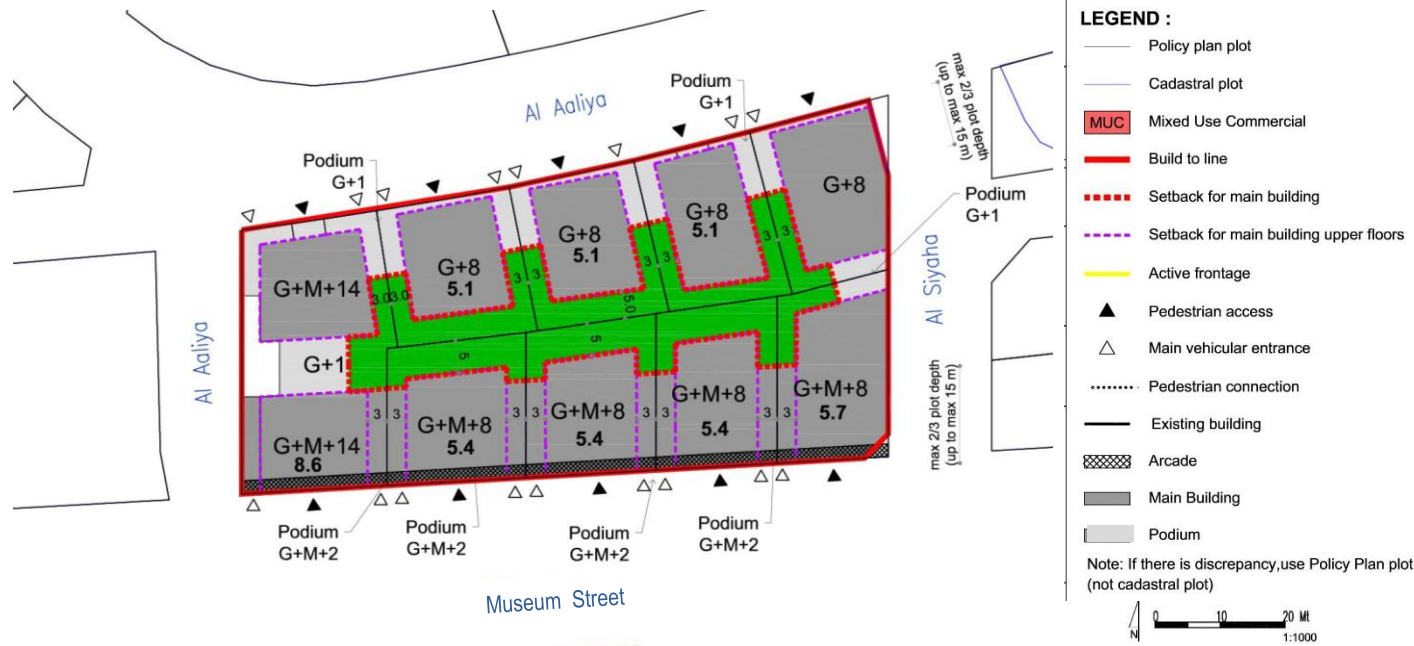 Al Aaliya
Podium
G+1
Podium
G+1
max 2/3 plot depth
(up to max 15 m)
G+M+14
G+8
5.1
G+8
5.1
G+8
5.1
G+8
Podium
G+1
3.0
3.0
3
3
3
3
3
3
5.0
5
5
G+1
Al Aaliya
Al Siyaha
G+M+14
8.6
G+M+8
5.4
G+M+8
5.4
G+M+8
5.4
G+M+8
5.7
3
3
3
3
3
3
3
3
max 2/3 plot depth
(up to max 15 m)
Podium
G+M+2
Podium
G+M+2
Podium
G+M+2
Podium
G+M+2
Museum Street
LEGEND :
Policy plan plot
Cadastral plot
MUC Mixed Use Commercial
Build to line
Setback for main building
Setback for main building upper floors
Active frontage
Pedestrian access
Main vehicular entrance
Pedestrian connection
Existing building
Arcade
Main Building
Podium
Note: If there is discrepancy,use Policy Plan plot
(not cadastral plot)
N
0 10 20 Mt
1:1000